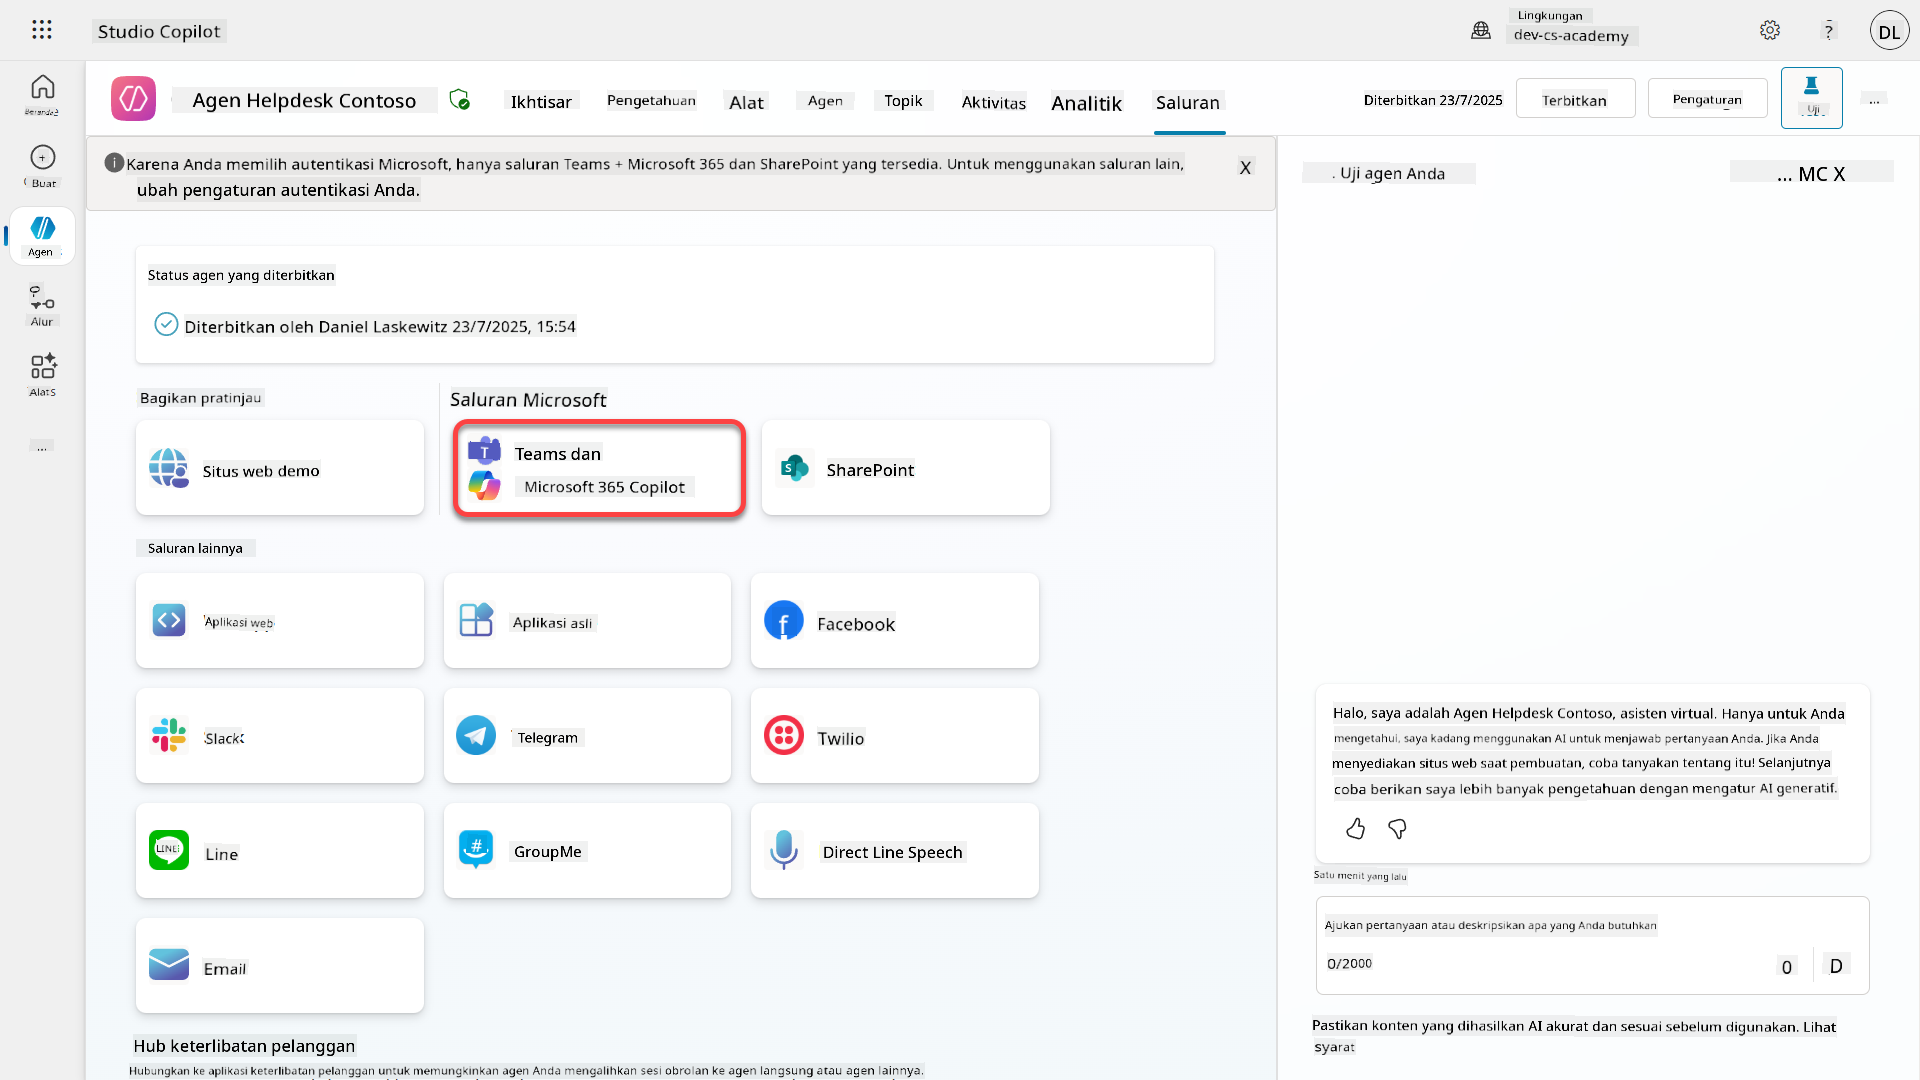 Studio Copilot
Lingkungan
dev-cs-academy
?
DL
Beranda
Buat
Agen
Alur
Alat
...
Agen Helpdesk Contoso
Ikhtisar
Pengetahuan
Alat
Agen
Topik
Aktivitas
Analitik
Saluran
Diterbitkan 23/7/2025
Terbitkan
Pengaturan
Uji
...
Karena Anda memilih autentikasi Microsoft, hanya saluran Teams + Microsoft 365 dan SharePoint yang tersedia. Untuk menggunakan saluran lain,
ubah pengaturan autentikasi Anda.
X
Status agen yang diterbitkan
Diterbitkan oleh Daniel Laskewitz 23/7/2025, 15:54
Bagikan pratinjau
Saluran Microsoft
Situs web demo
Teams dan
Microsoft 365 Copilot
SharePoint
Saluran lainnya
Aplikasi web
Aplikasi asli
Facebook
Slack
Telegram
Twilio
LINE
Line
GroupMe
Direct Line Speech
Email
Hub keterlibatan pelanggan
Hubungkan ke aplikasi keterlibatan pelanggan untuk memungkinkan agen Anda mengalihkan sesi obrolan ke agen langsung atau agen lainnya.
. Uji agen Anda
... MC X
Halo, saya adalah Agen Helpdesk Contoso, asisten virtual. Hanya untuk Anda
mengetahui, saya kadang menggunakan AI untuk menjawab pertanyaan Anda. Jika Anda
menyediakan situs web saat pembuatan, coba tanyakan tentang itu! Selanjutnya
coba berikan saya lebih banyak pengetahuan dengan mengatur AI generatif.
Satu menit yang lalu
Ajukan pertanyaan atau deskripsikan apa yang Anda butuhkan
0/2000
0
D
Pastikan konten yang dihasilkan AI akurat dan sesuai sebelum digunakan. Lihat
syarat